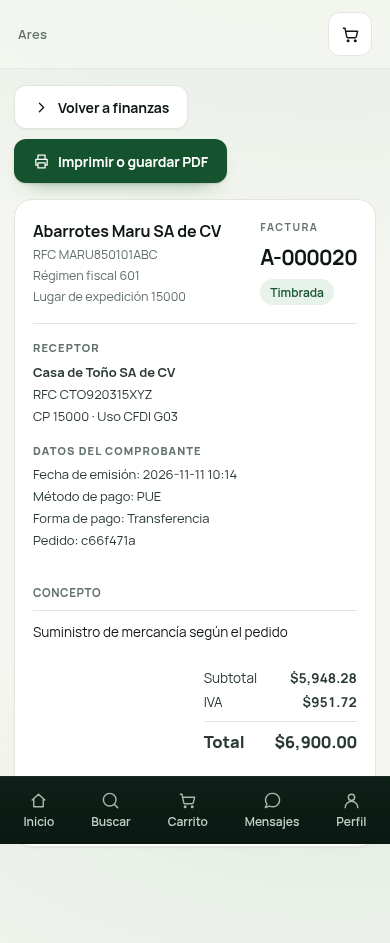 Ares
Volver a finanzas
Imprimir o guardar PDF
Abarrotes Maru SA de CV
RFC MARU850101ABC
Régimen fiscal 601
Lugar de expedición 15000
FACTURA
A-000020
Timbrada
RECEPTOR
Casa de Toño SA de CV
RFC CTO920315XYZ
CP 15000 · Uso CFDI G03
DATOS DEL COMPROBANTE
Fecha de emisión: 2026-11-11 10:14
Método de pago: PUE
Forma de pago: Transferencia
Pedido: c66f471a
CONCEPTO
Suministro de mercancía según el pedido
Subtotal $5,948.28
IVA $951.72
Total $6,900.00
Inicio Buscar Carrito Mensajes Perfil